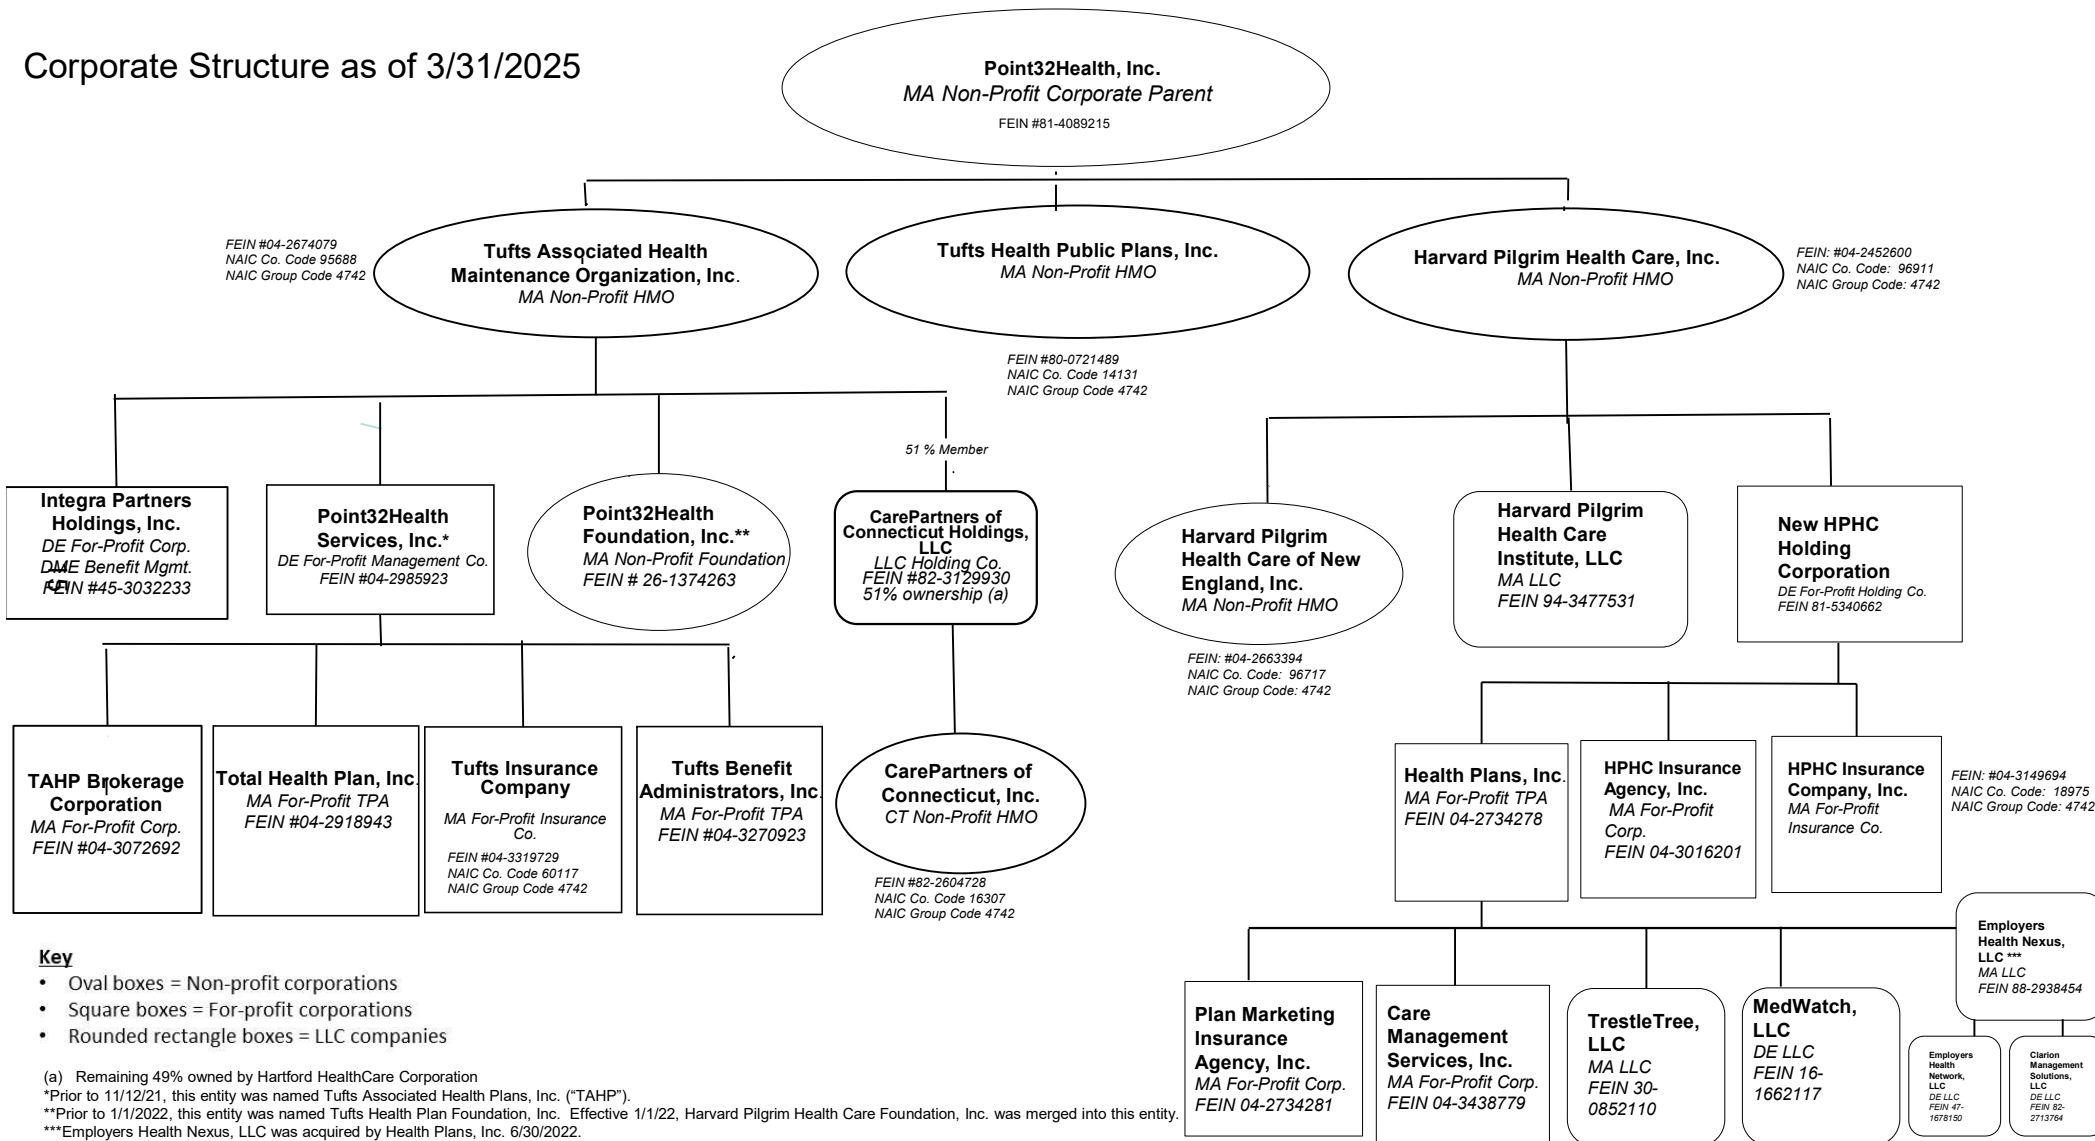 Corporate Structure as of 3/31/2025
Point32Health, Inc.
MA Non-Profit Corporate Parent
FEIN #81-4089215
FEIN #04-2674079
NAIC Co. Code 95688
NAIC Group Code 4742
Tufts Associated Health
Maintenance Organization, Inc.
MA Non-Profit HMO
Tufts Health Public Plans, Inc.
MA Non-Profit HMO
FEIN #80-0721489
NAIC Co. Code 14131
NAIC Group Code 4742
Harvard Pilgrim Health Care, Inc.
MA Non-Profit HMO
FEIN: #04-2452600
NAIC Co. Code: 96911
NAIC Group Code: 4742
51 % Member
Integra Partners
Holdings, Inc.
DE For-Profit Corp.
DME Benefit Mgmt.
FEIN #45-3032233
Point32Health
Services, Inc.*
DE For-Profit Management Co.
FEIN #04-2985923
Point32Health
Foundation, Inc.**
MA Non-Profit Foundation
FEIN # 26-1374263
CarePartners of
Connecticut Holdings,
LLC
LLC Holding Co.
FEIN #82-3129930
51% ownership (a)
Harvard Pilgrim
Health Care of New
England, Inc.
MA Non-Profit HMO
FEIN: #04-2663394
NAIC Co. Code: 96717
NAIC Group Code: 4742
Harvard Pilgrim
Health Care
Institute, LLC
MA LLC
FEIN 94-3477531
New HPHC
Holding
Corporation
DE For-Profit Holding Co.
FEIN 81-5340662
TAHP Brokerage
Corporation
MA For-Profit Corp.
FEIN #04-3072692
Total Health Plan, Inc.
MA For-Profit TPA
FEIN #04-2918943
Tufts Insurance
Company
MA For-Profit Insurance
Co.
FEIN #04-3319729
NAIC Co. Code 60117
NAIC Group Code 4742
Tufts Benefit
Administrators, Inc.
MA For-Profit TPA
FEIN #04-3270923
CarePartners of
Connecticut, Inc.
CT Non-Profit HMO
FEIN #82-2604728
NAIC Co. Code 16307
NAIC Group Code 4742
Health Plans, Inc.
MA For-Profit TPA
FEIN 04-2734278
HPHC Insurance
Agency, Inc.
MA For-Profit
Corp.
FEIN 04-3016201
HPHC Insurance
Company, Inc.
MA For-Profit
Insurance Co.
FEIN: #04-3149694
NAIC Co. Code: 18975
NAIC Group Code: 4742
Plan Marketing
Insurance
Agency, Inc.
MA For-Profit Corp.
FEIN 04-2734281
Care
Management
Services, Inc.
MA For-Profit Corp.
FEIN 04-3438779
TrestleTree,
LLC
MA LLC
FEIN 30-
0852110
MedWatch,
LLC
DE LLC
FEIN 16-
1662117
Employers
Health Nexus,
LLC ***
MA LLC
FEIN 88-2938454
Employers
Health
Network,
LLC
DE LLC
FEIN 47-
1678150
Clarion
Management
Solutions,
LLC
DE LLC
FEIN 82-
2713764
Key
• Oval boxes = Non-profit corporations
• Square boxes = For-profit corporations
• Rounded rectangle boxes = LLC companies
(a) Remaining 49% owned by Hartford HealthCare Corporation
*Prior to 11/12/21, this entity was named Tufts Associated Health Plans, Inc. (“TAHP”).
**Prior to 1/1/2022, this entity was named Tufts Health Plan Foundation, Inc. Effective 1/1/22, Harvard Pilgrim Health Care Foundation, Inc. was merged into this entity.
***Employers Health Nexus, LLC was acquired by Health Plans, Inc. 6/30/2022.